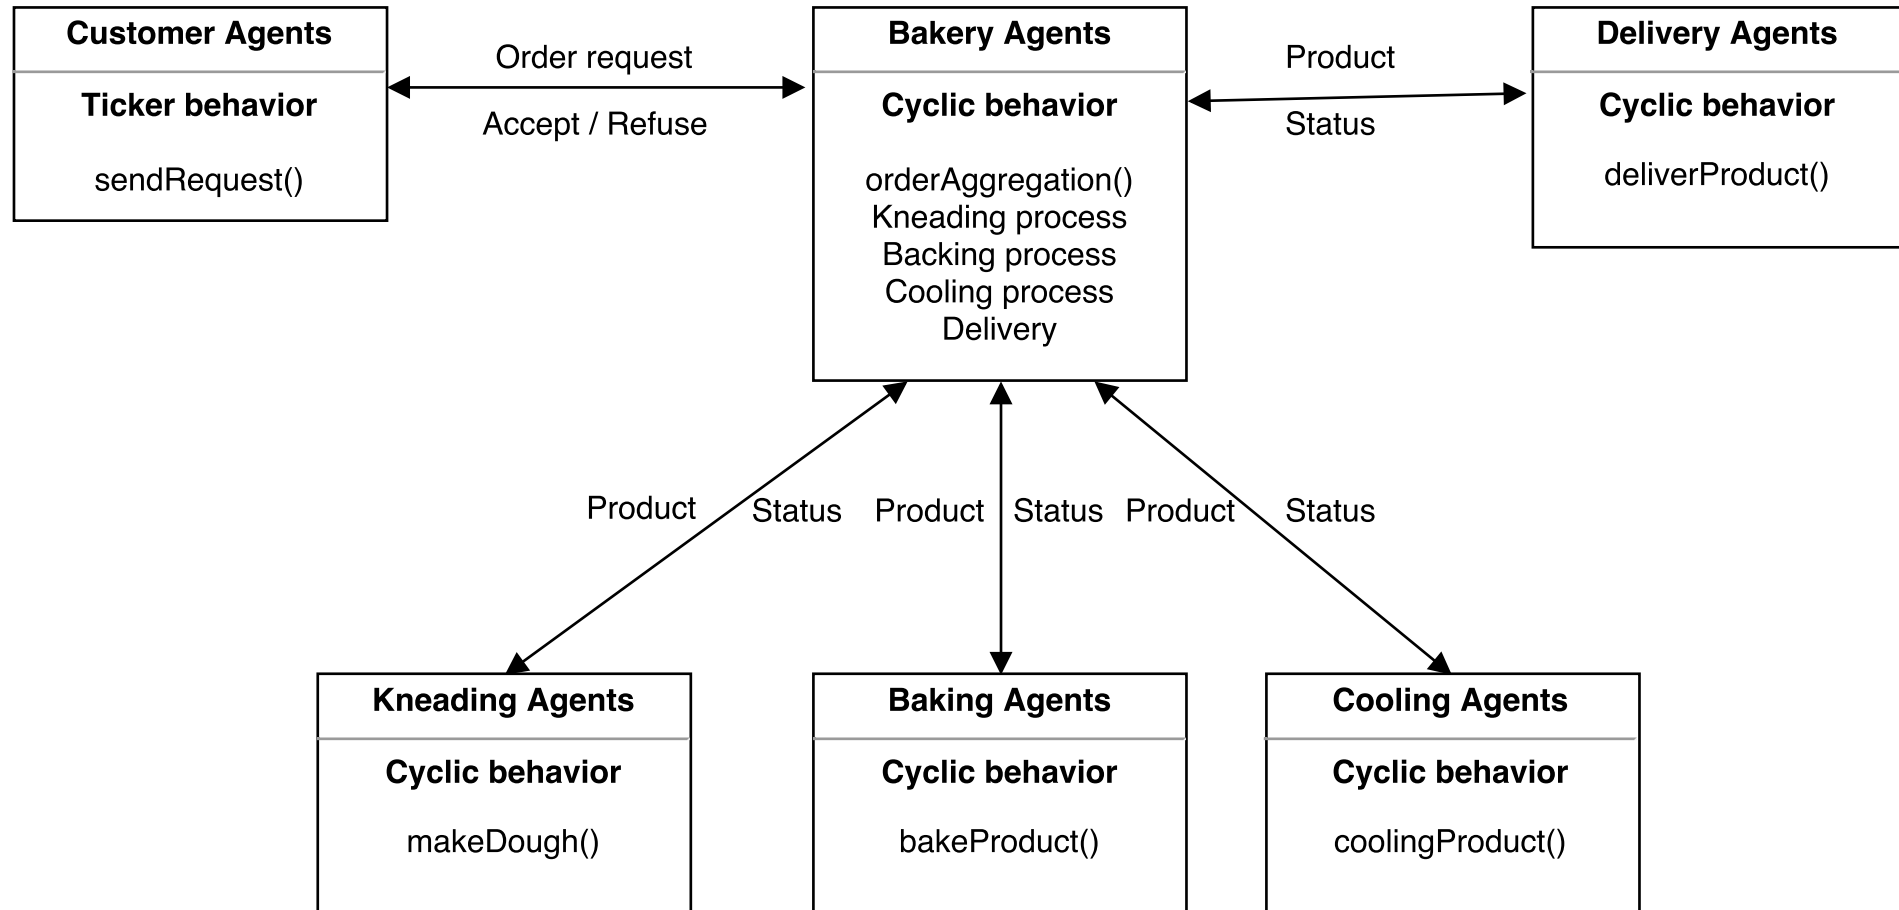 Customer Agents
Ticker behavior
sendRequest()
Order request
Accept / Refuse
Bakery Agents
Cyclic behavior
orderAggregation()
Kneading process
Backing process
Cooling process
Delivery
Product
Status
Delivery Agents
Cyclic behavior
deliverProduct()
Product
Status
Product
Status
Product
Status
Kneading Agents
Cyclic behavior
makeDough()
Baking Agents
Cyclic behavior
bakeProduct()
Cooling Agents
Cyclic behavior
coolingProduct()